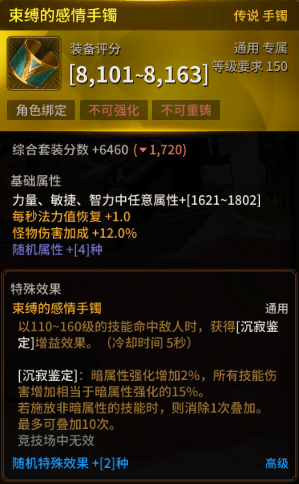 束缚的感情手镯 传说 手镯
装备评分 通用 专属
[8,101~8,163] 等级要求 150
角色绑定 不可强化 不可重铸
综合套装分数 +6460 (▼1,720)
基础属性
力量、敏捷、智力中任意属性+[1621~1802]
每秒法力值恢复 +1.0
怪物伤害加成 +12.0%
随机属性 +[4]种
特殊效果
束缚的感情手镯 通用
以110~160级的技能命中敌人时，获得[沉寂鉴
定]增益效果。（冷却时间 5秒）
[沉寂鉴定]：暗属性强化增加2%，所有技能伤
害增加相当于暗属性强化的15%。
若施放非暗属性的技能时，则消除1次叠加。
最多可叠加10次。
竞技场中无效
随机特殊效果 +[2]种 高级